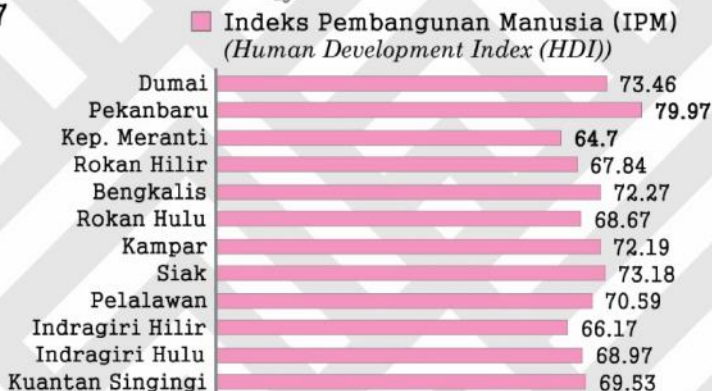 7
Indeks Pembangunan Manusia (IPM)
(Human Development Index (HDI))
Dumai 73.46
Pekanbaru 79.97
Kep. Meranti 64.7
Rokan Hilir 67.84
Bengkalis 72.27
Rokan Hulu 68.67
Kampar 72.19
Siak 73.18
Pelalawan 70.59
Indragiri Hilir 66.17
Indragiri Hulu 68.97
Kuantan Singingi 69.53